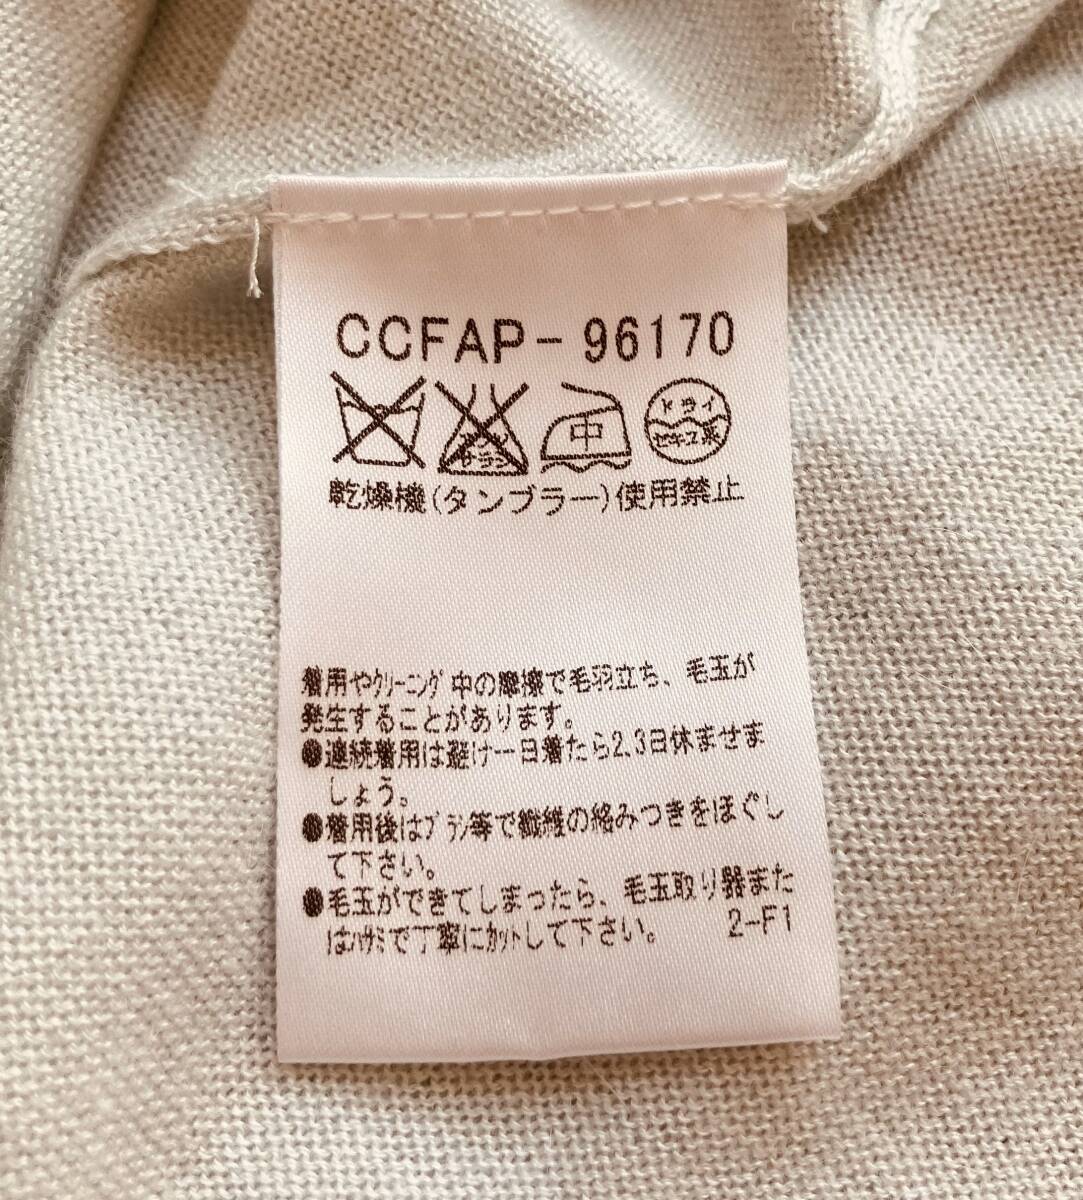 CCFAP-96170
中
ドライ
セキユ系
乾燥機(タンブラー)使用禁止
着用やクリーニング中の摩擦で毛羽立ち、毛玉が
発生することがあります。
●連続着用は避け一日着たら2,3日休ませま
しょう。
●着用後はブラシ等で繊維の絡みつきをほぐし
て下さい。
●毛玉ができてしまったら、毛玉取り器また
はハサミで丁寧にカットして下さい。 2-F1